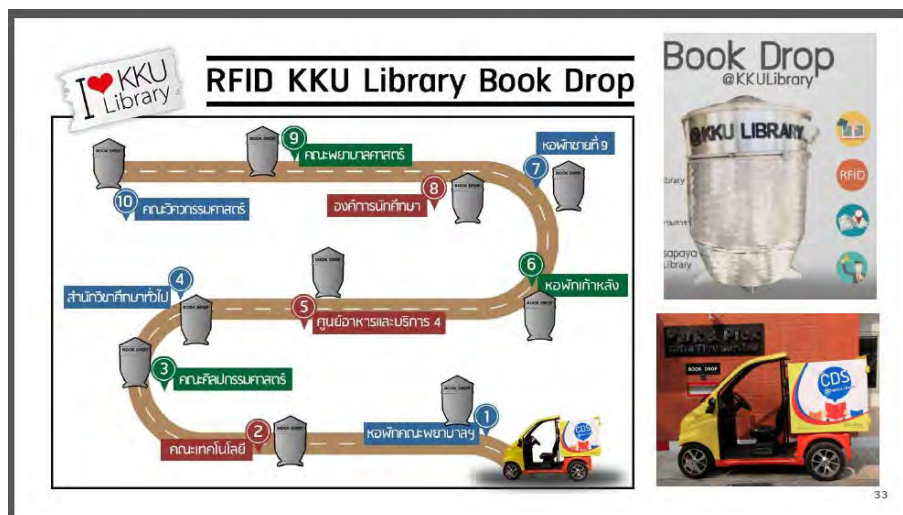 I ❤ KKU
Library
RFID KKU Library Book Drop
9 คณะพยาบาลศาสตร์
หอพักชายที่ 9
7
8
องค์การนักศึกษา
10 คณะวิศวกรรมศาสตร์
6
หอพักเก้าหลัง
4
สำนักวิชาศึกษาทั่วไป
5
ศูนย์อาหารและบริการ 4
3 คณะศิลปกรรมศาสตร์
1
หอพักคณะพยาบาลฯ
2
คณะเทคโนโลยี
BOOK DROP
CDS
Book Drop
@KKULibrary
@KKU LIBRARY
RFID
Library
BOOK DROP
CDS
33